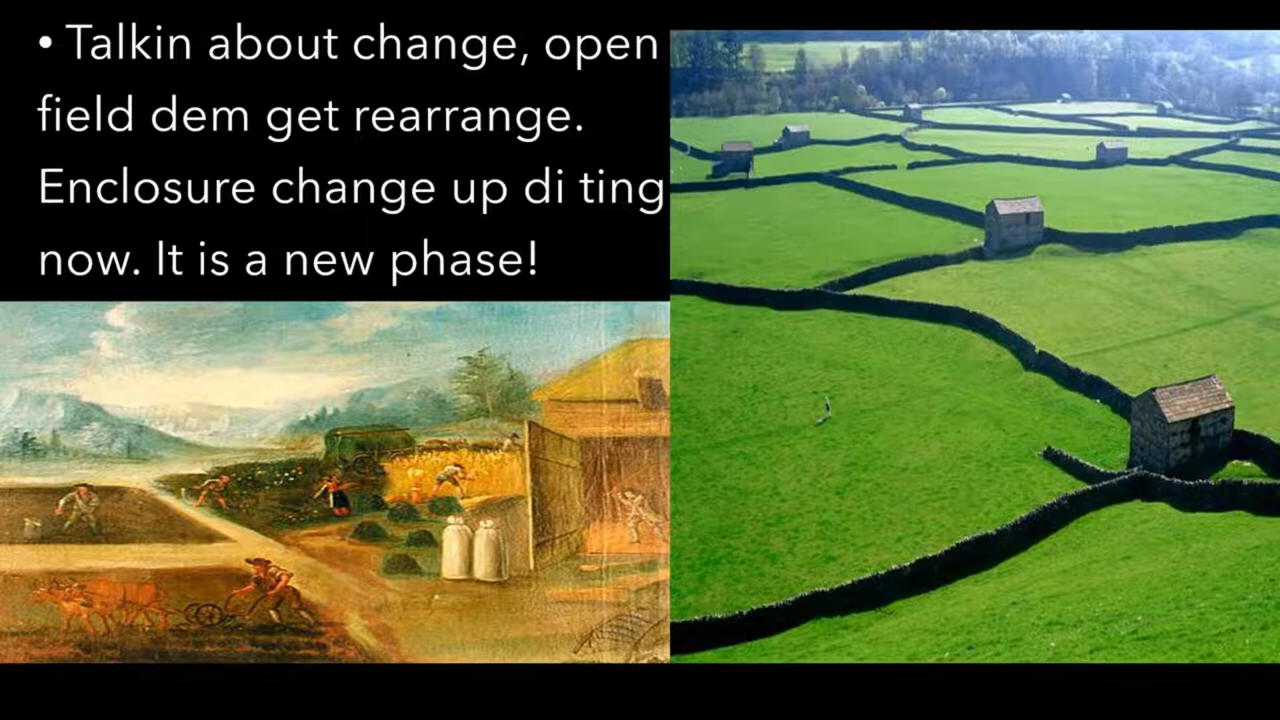 • Talkin about change, open
field dem get rearrange.
Enclosure change up di ting
now. It is a new phase!